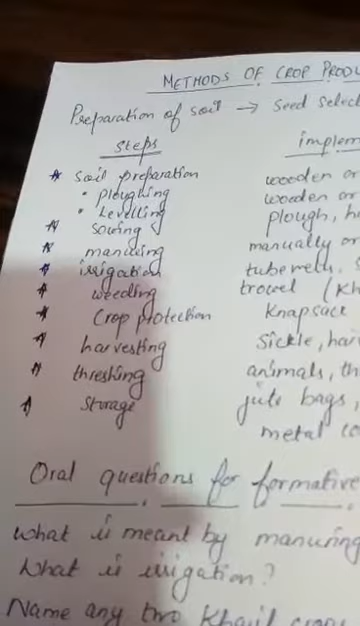 METHODS OF CROP PRODU
Preparation of soil → seed select
steps implem
soil preparation wooden or
• ploughing wooden or
• Levelling plough, h
sowing
manuring manually or
irrigation tubewell. S
weeding trowel (Kh
Crop protection Knapsack
harvesting Sickle, har
threshing animals, th
storage jute bags,
metal co
Oral questions for formative
what is meant by manuring
What is irrigation?
Name any two Kharif crops